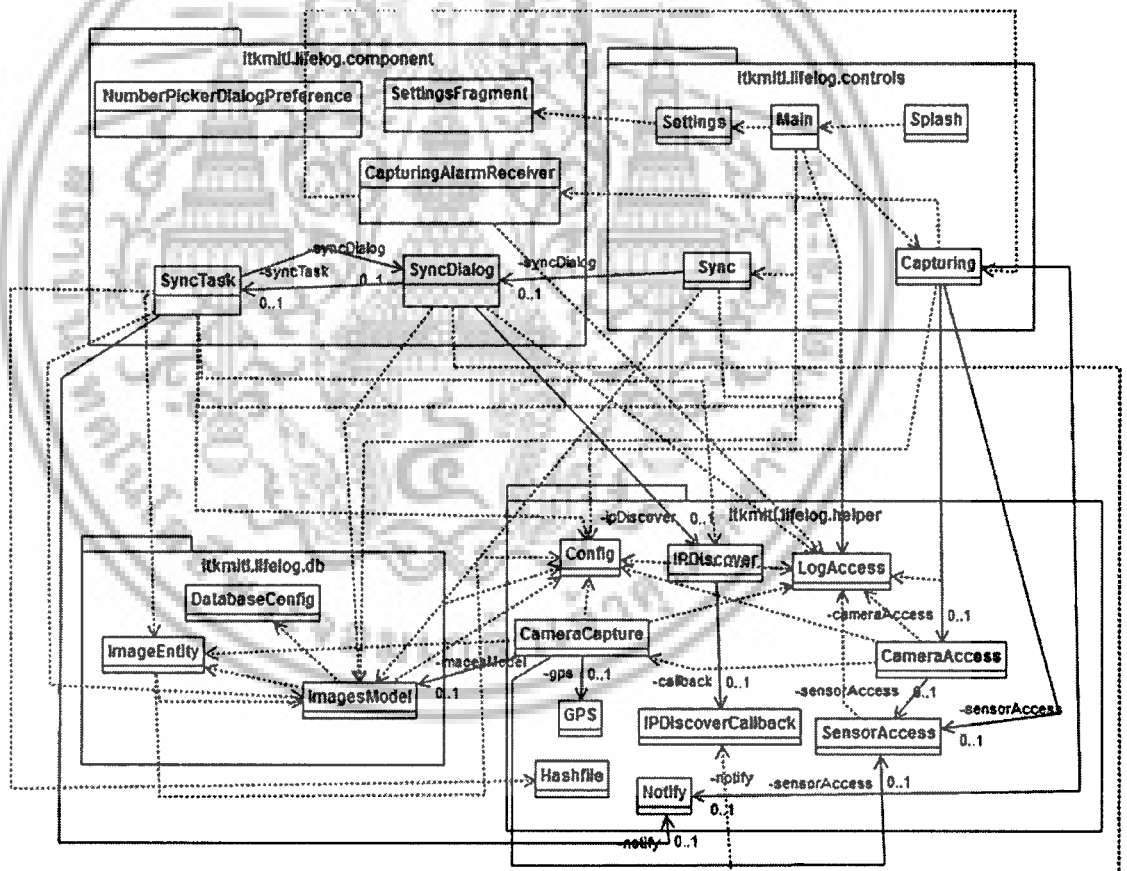 itkmitl.lifelog.component
NumberPickerDialogPreference
SettingsFragment
CapturingAlarmReceiver
SyncTask
-syncDialog
-syncTask
0..1
0..1
SyncDialog
-syncDialog
0..1
itkmitl.lifelog.controls
Settings
Main
Splash
Sync
Capturing
itkmitl.lifelog.db
DatabaseConfig
ImageEntity
ImagesModel
itkmitl.lifelog.helper
-ipDiscover
0..1
Config
IPDiscover
LogAccess
-cameraAccess
0..1
CameraCapture
CameraAccess
0..1
-gps
0..1
-callback
0..1
-sensorAccess
0..1
-sensorAccess
0..1
GPS
IPDiscoverCallback
SensorAccess
Hashfile
-notify
Notify
0..1
-sensorAccess
0..1
-notify
0..1